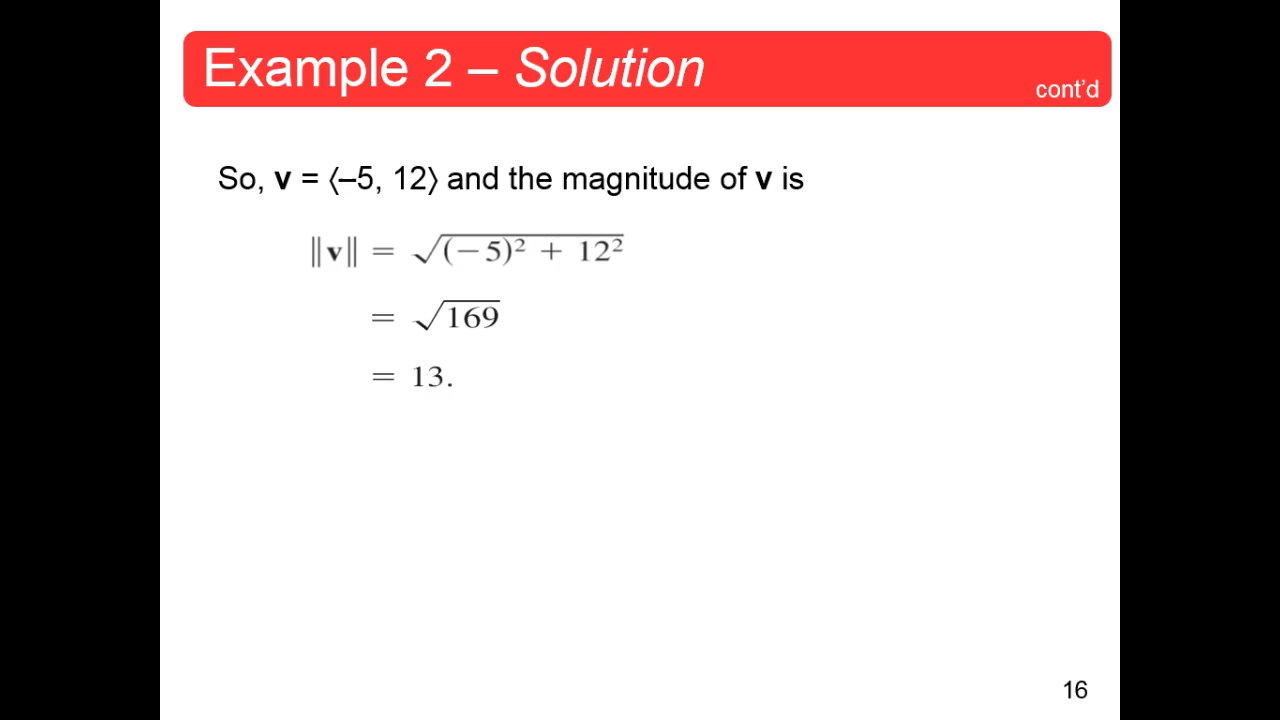 Example 2 – Solution
cont’d
So, v = ⟨–5, 12⟩ and the magnitude of v is
‖v‖ = √(−5)² + 12²
= √169
= 13.
16